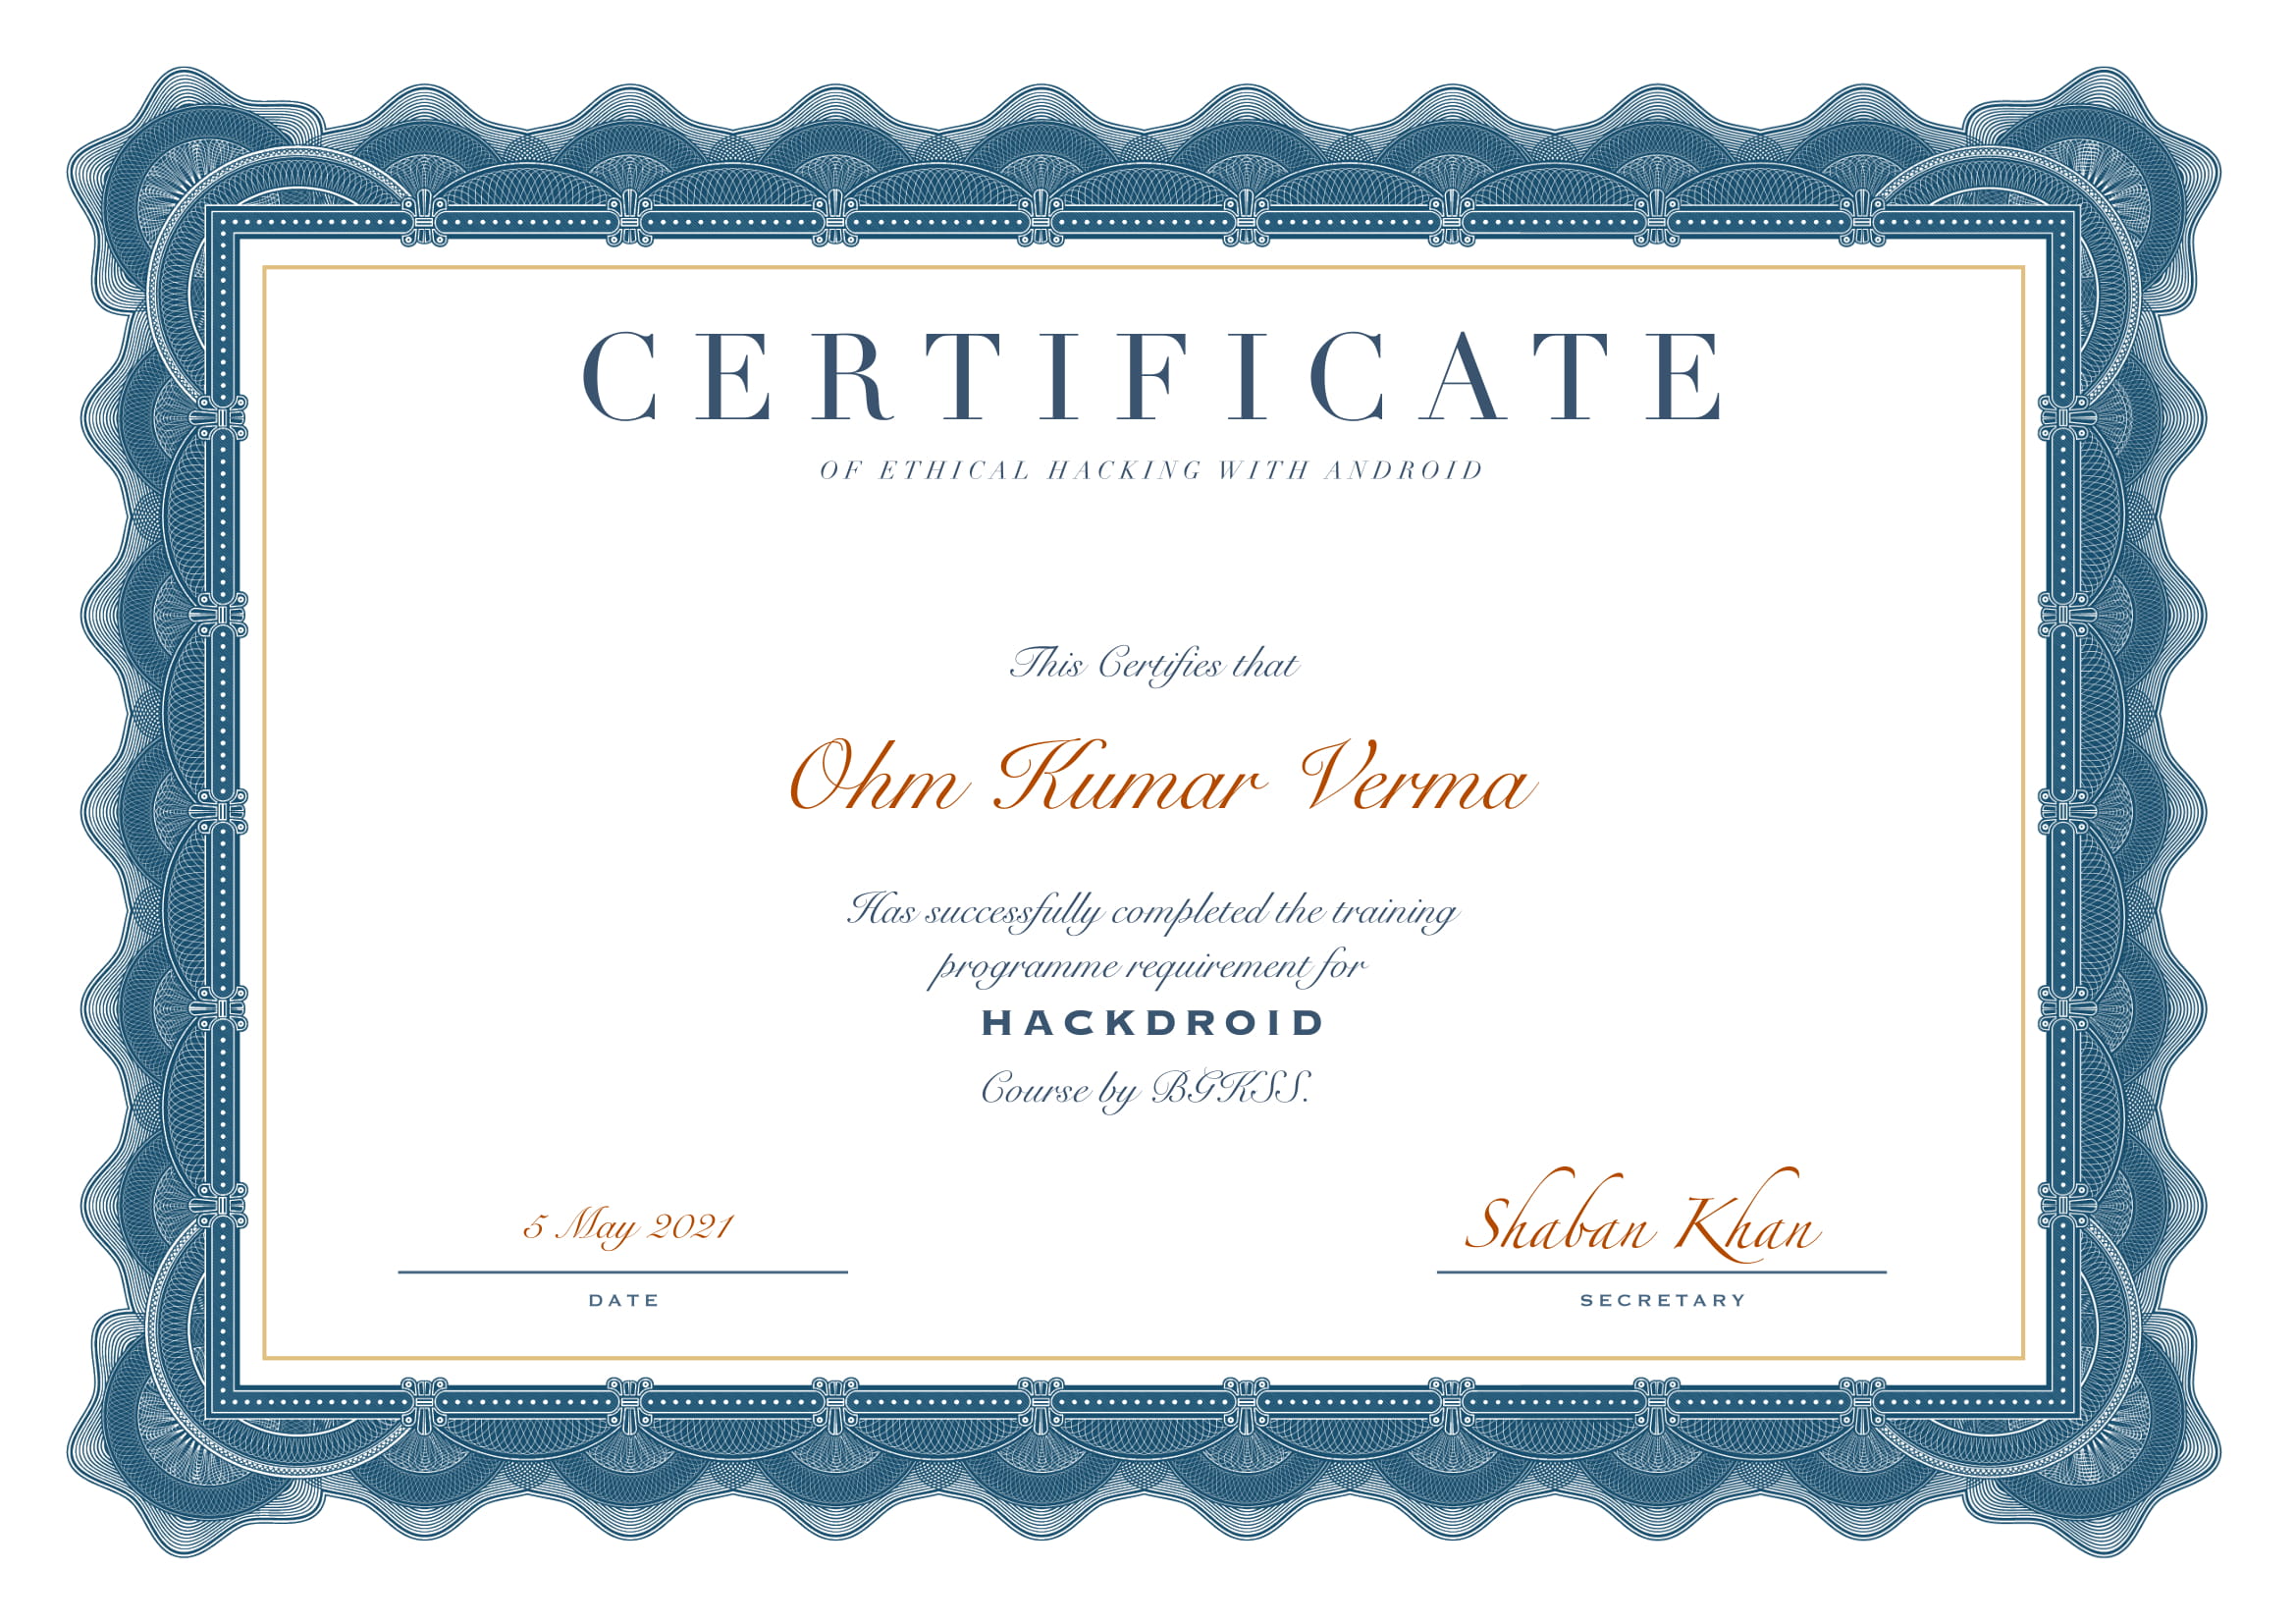 CERTIFICATE
OF ETHICAL HACKING WITH ANDROID
This Certifies that
Ohm Kumar Verma
Has successfully completed the training
programme requirement for
HACKDROID
Course by BGKSS.
5 May 2021
DATE
Shaban Khan
SECRETARY